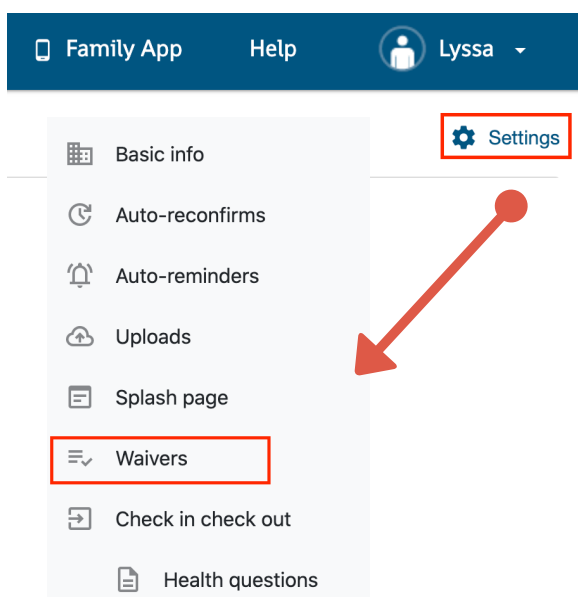 Family App Help Lyssa
Settings
Basic info
Auto-reconfirms
Auto-reminders
Uploads
Splash page
Waivers
Check in check out
Health questions